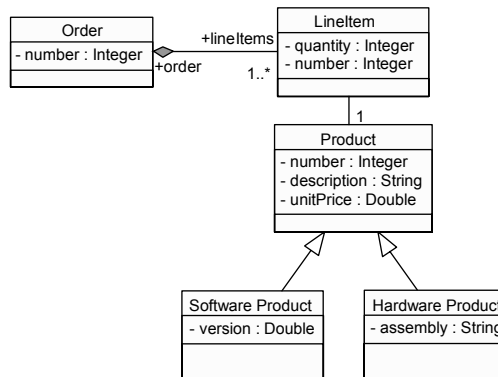 Order
- number : Integer
+lineItems
+order
1..*
LineItem
- quantity : Integer
- number : Integer
1
Product
- number : Integer
- description : String
- unitPrice : Double
Software Product
- version : Double
Hardware Product
- assembly : String